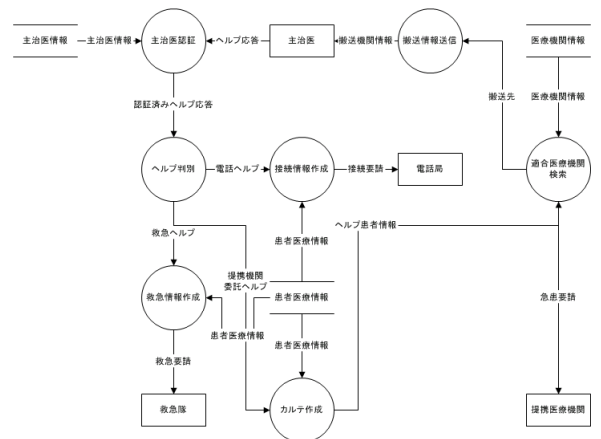 主治医情報
主治医情報
主治医認証
ヘルプ応答
主治医
搬送機関情報
搬送情報送信
医療機関情報
認証済みヘルプ応答
搬送先
医療機関情報
ヘルプ判別
電話ヘルプ
接続情報作成
接続要請
電話局
適合医療機関
検索
救急ヘルプ
患者医療情報
ヘルプ患者情報
提携機関
委託ヘルプ
救急情報作成
患者医療情報
急患要請
患者医療情報
患者医療情報
救急要請
救急隊
カルテ作成
提携医療機関